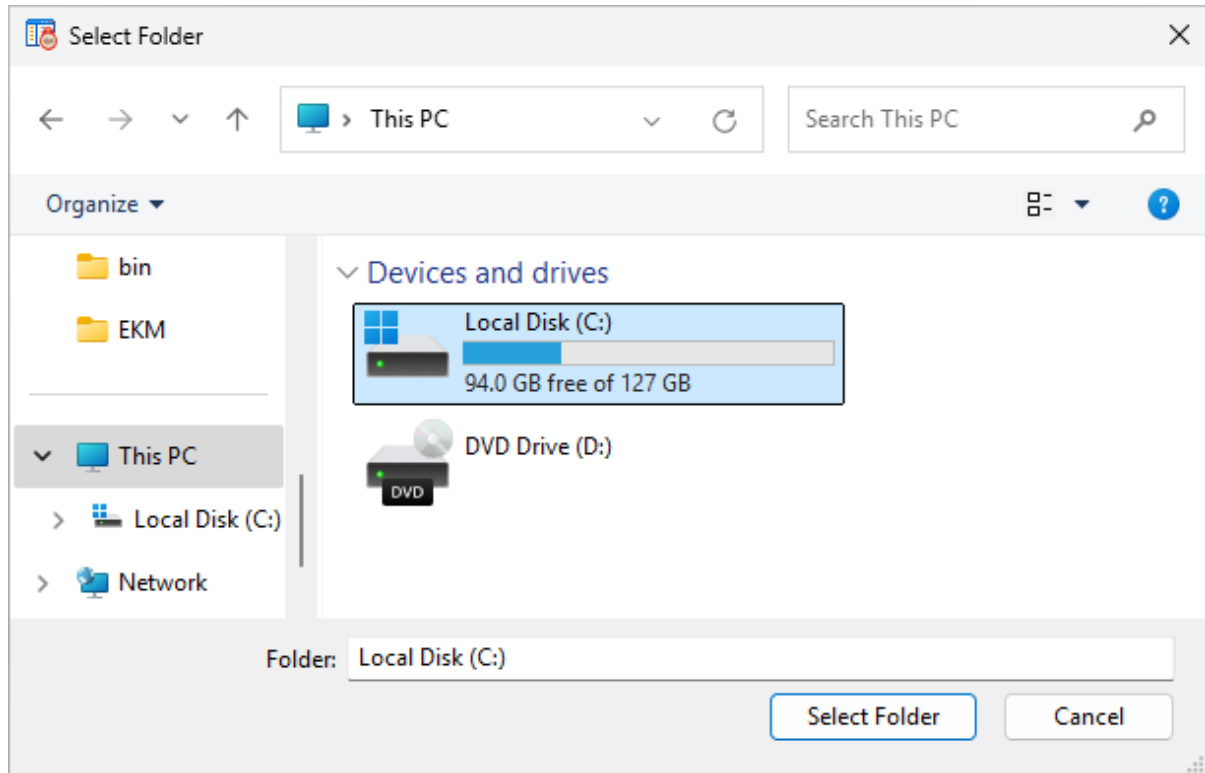 Select Folder
This PC
Search This PC
Organize
bin
EKM
This PC
Local Disk (C:)
Network
Devices and drives
Local Disk (C:)
94.0 GB free of 127 GB
DVD Drive (D:)
DVD
Folder: Local Disk (C:)
Select Folder Cancel